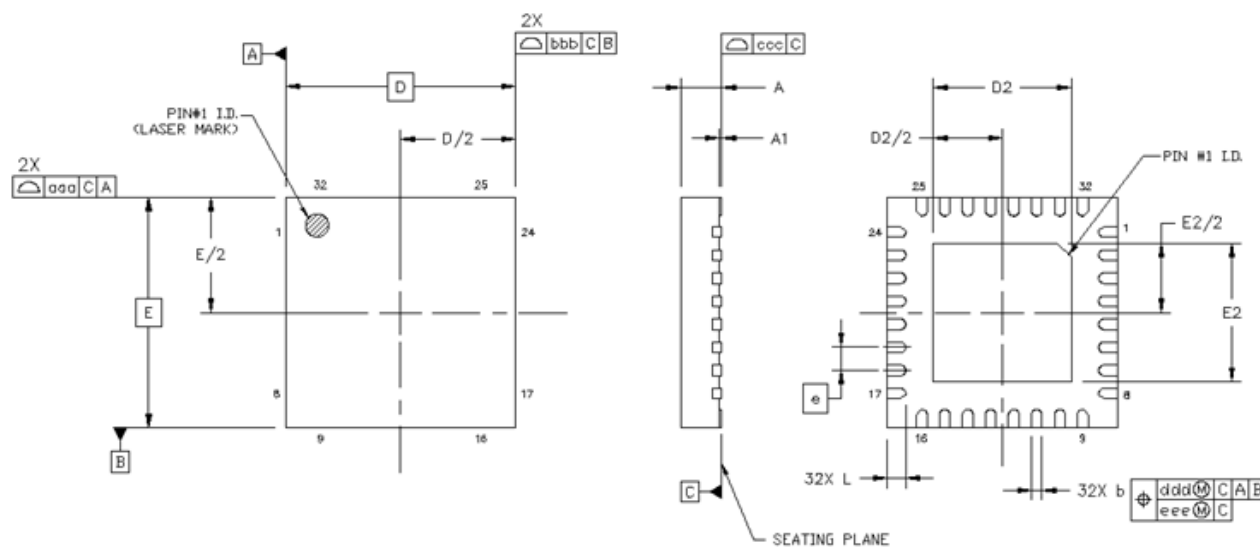 2X
bbb C B
A
D
PIN#1 I.D.
(LASER MARK)
D/2
2X
aaa C A
32
25
1
24
E/2
E
8
17
9
16
B
ccc C
A
A1
C
SEATING PLANE
D2
D2/2
PIN #1 I.D.
25
32
24
1
E2/2
E2
e
17
8
16
9
32X L
32X b
ddd Ⓜ C A B
eee Ⓜ C